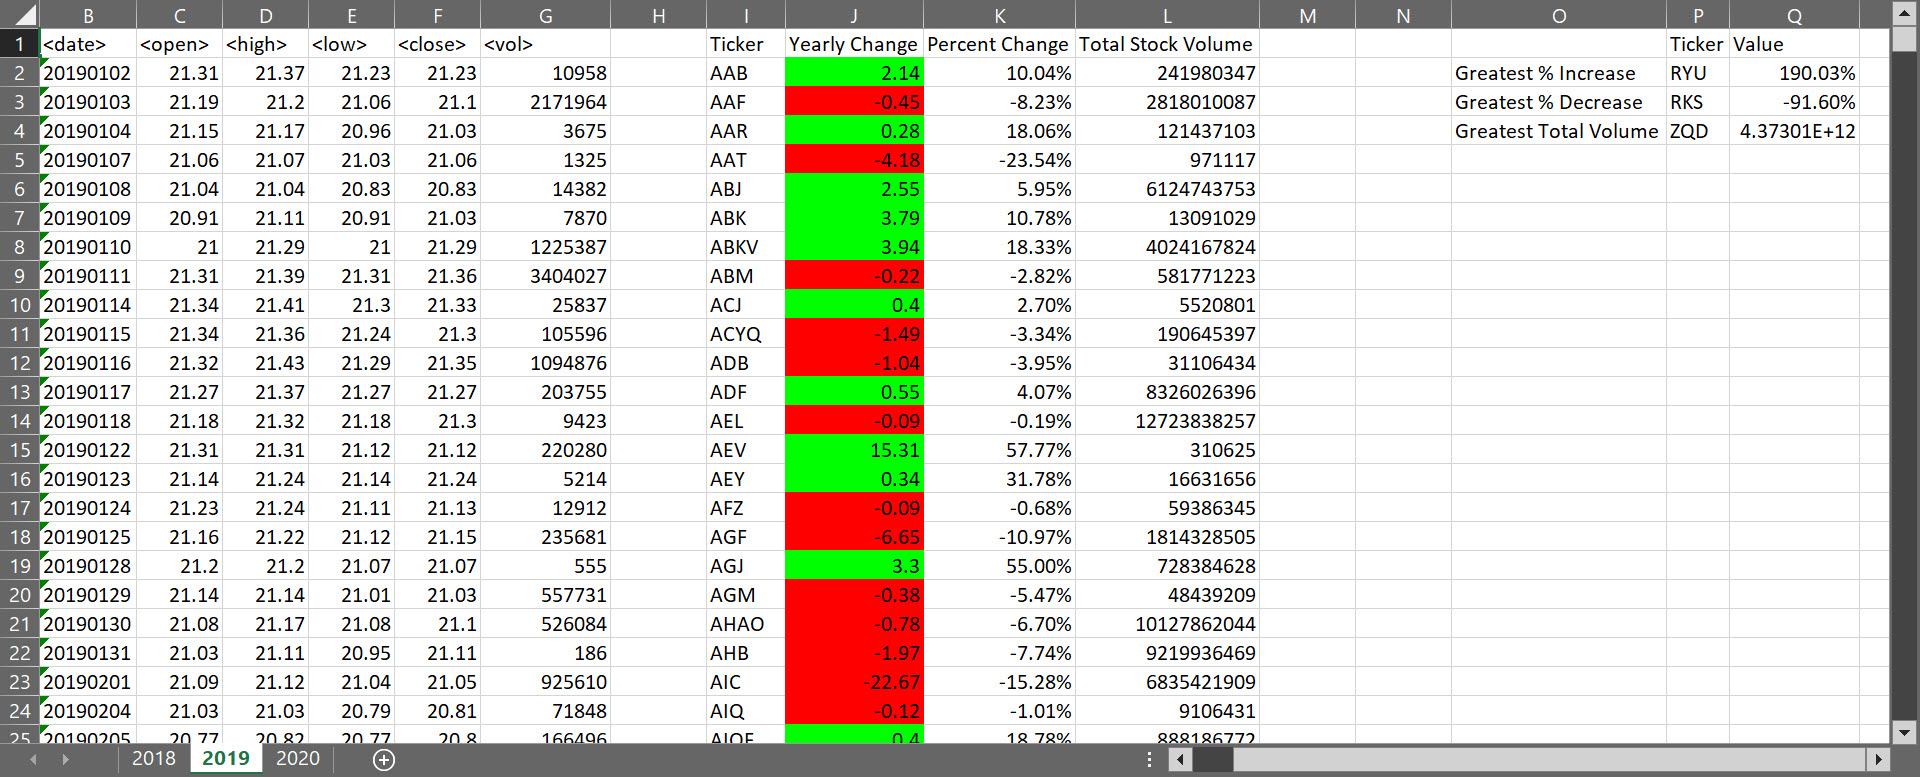 B C D E F G H I J K L M N O P Q
1 <date> <open> <high> <low> <close> <vol> Ticker Yearly Change Percent Change Total Stock Volume Ticker Value
2 20190102 21.31 21.37 21.23 21.23 10958 AAB 2.14 10.04% 241980347 Greatest % Increase RYU 190.03%
3 20190103 21.19 21.2 21.06 21.1 2171964 AAF -0.45 -8.23% 2818010087 Greatest % Decrease RKS -91.60%
4 20190104 21.15 21.17 20.96 21.03 3675 AAR 0.28 18.06% 121437103 Greatest Total Volume ZQD 4.37301E+12
5 20190107 21.06 21.07 21.03 21.06 1325 AAT -4.18 -23.54% 971117
6 20190108 21.04 21.04 20.83 20.83 14382 ABJ 2.55 5.95% 6124743753
7 20190109 20.91 21.11 20.91 21.03 7870 ABK 3.79 10.78% 13091029
8 20190110 21 21.29 21 21.29 1225387 ABKV 3.94 18.33% 4024167824
9 20190111 21.31 21.39 21.31 21.36 3404027 ABM -0.22 -2.82% 581771223
10 20190114 21.34 21.41 21.3 21.33 25837 ACJ 0.4 2.70% 5520801
11 20190115 21.34 21.36 21.24 21.3 105596 ACYQ -1.49 -3.34% 190645397
12 20190116 21.32 21.43 21.29 21.35 1094876 ADB -1.04 -3.95% 31106434
13 20190117 21.27 21.37 21.27 21.27 203755 ADF 0.55 4.07% 8326026396
14 20190118 21.18 21.32 21.18 21.3 9423 AEL -0.09 -0.19% 12723838257
15 20190122 21.31 21.31 21.12 21.12 220280 AEV 15.31 57.77% 310625
16 20190123 21.14 21.24 21.14 21.24 5214 AEY 0.34 31.78% 16631656
17 20190124 21.23 21.24 21.11 21.13 12912 AFZ -0.09 -0.68% 59386345
18 20190125 21.16 21.22 21.12 21.15 235681 AGF -6.65 -10.97% 1814328505
19 20190128 21.2 21.2 21.07 21.07 555 AGJ 3.3 55.00% 728384628
20 20190129 21.14 21.14 21.01 21.03 557731 AGM -0.38 -5.47% 48439209
21 20190130 21.08 21.17 21.08 21.1 526084 AHAO -0.78 -6.70% 10127862044
22 20190131 21.03 21.11 20.95 21.11 186 AHB -1.97 -7.74% 9219936469
23 20190201 21.09 21.12 21.04 21.05 925610 AIC -22.67 -15.28% 6835421909
24 20190204 21.03 21.03 20.79 20.81 71848 AIQ -0.12 -1.01% 9106431
25 20190205 20.77 20.82 20.77 20.8 166496 0.4 18.78% 888186772
2018 2019 2020